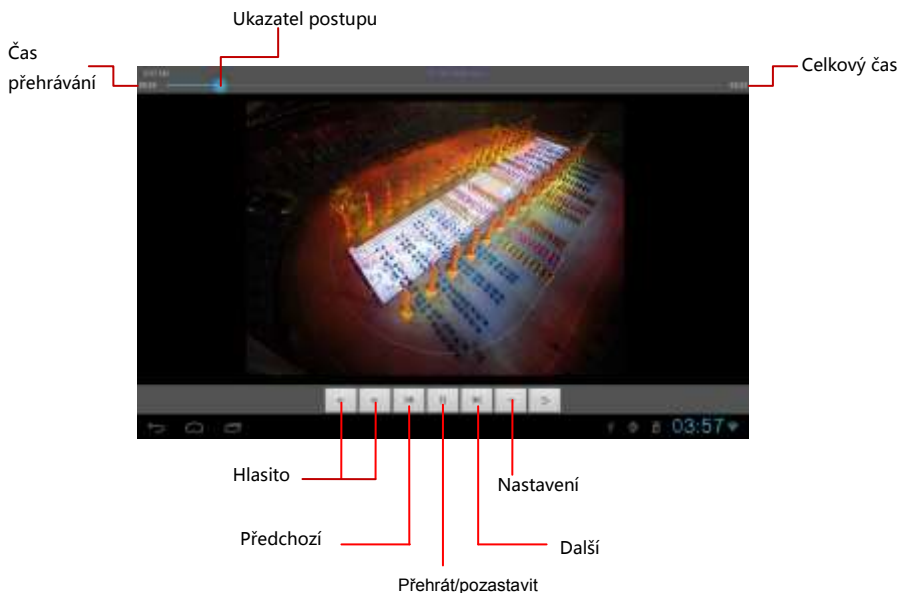 Ukazatel postupu
Čas
přehrávání
Celkový čas
03:57
Hlasito
Nastavení
Předchozí
Další
Přehrát/pozastavit